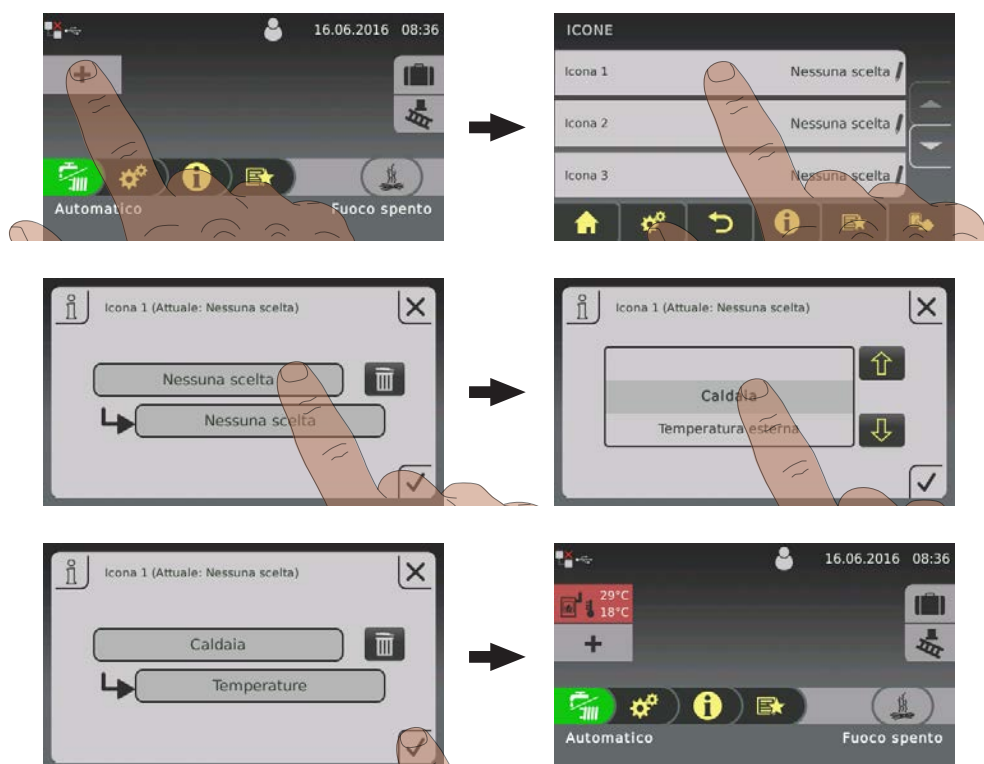 16.06.2016 08:36
Automatico
Fuoco spento
ICONE
Icona 1
Nessuna scelta
Icona 2
Nessuna scelta
Icona 3
Nessuna scelta
Icona 1 (Attuale: Nessuna scelta)
Nessuna scelta
Nessuna scelta
Icona 1 (Attuale: Nessuna scelta)
Caldaia
Temperatura esterna
Icona 1 (Attuale: Nessuna scelta)
Caldaia
Temperature
16.06.2016 08:36
29°C
18°C
Automatico
Fuoco spento